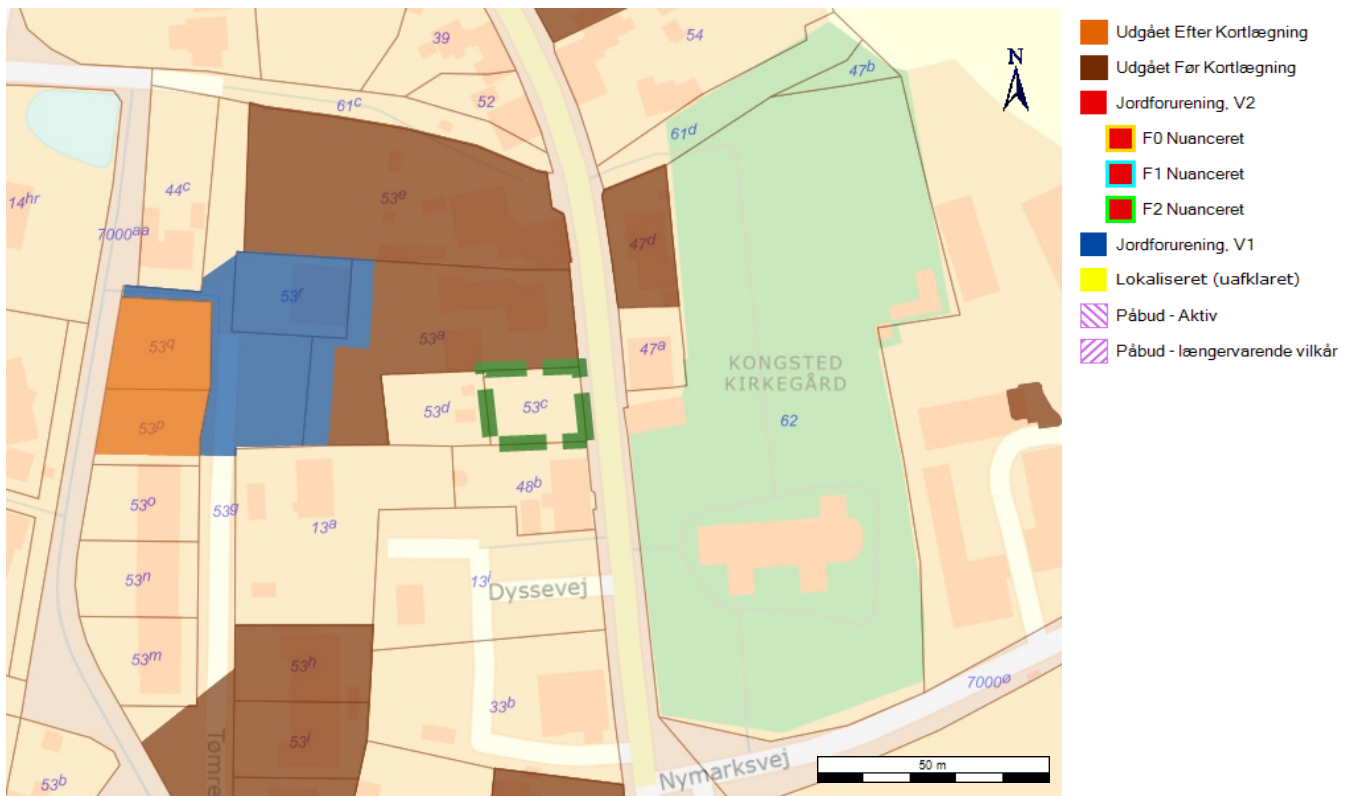 39
54
47b
61c
52
61d
44c
53e
14hr
47d
7000aa
53r
53q
53a
47a
KONGSTED
KIRKEGÅRD
53d
53c
62
53p
48b
53o
53g
13a
53n
13i
Dyssevej
53m
53h
7000ø
33b
53i
Tømre
53b
Nymarksvej
50 m
N
Udgået Efter Kortlægning
Udgået Før Kortlægning
Jordforurening, V2
F0 Nuanceret
F1 Nuanceret
F2 Nuanceret
Jordforurening, V1
Lokaliseret (uafklaret)
Påbud - Aktiv
Påbud - længervarende vilkår